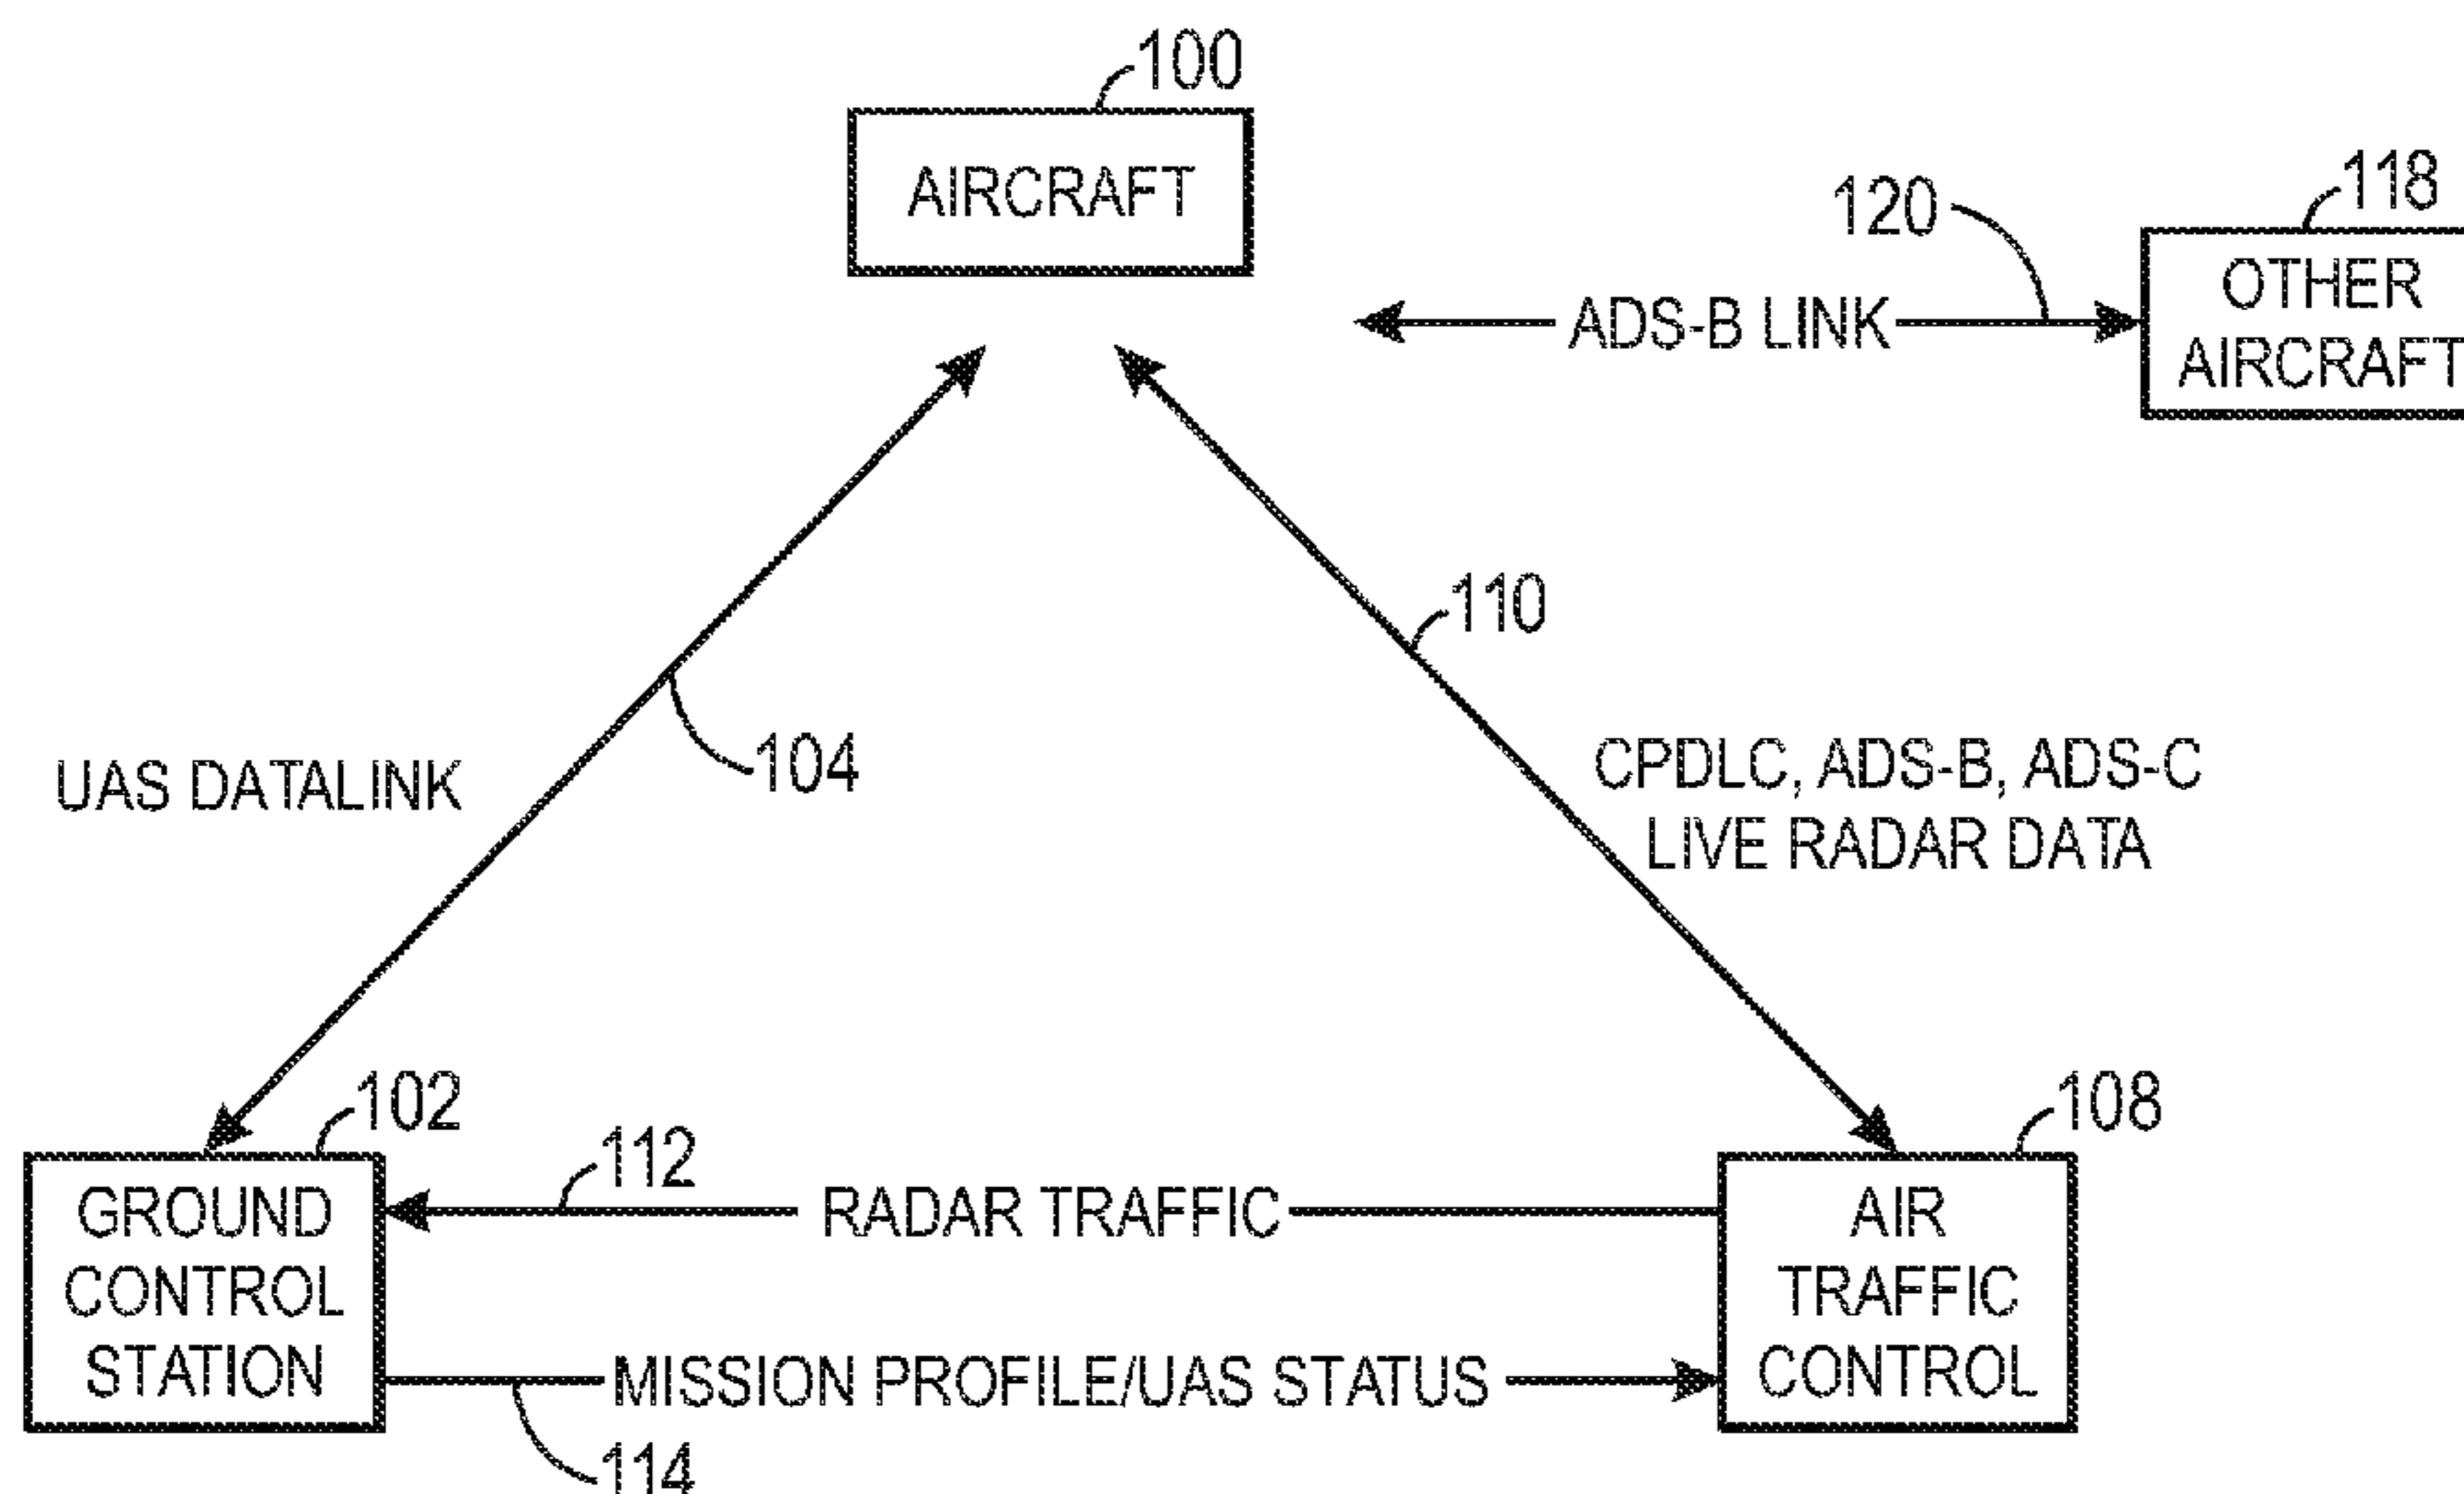 100
AIRCRAFT
118
120
OTHER
AIRCRAFT
ADS-B LINK
110
104
UAS DATALINK
CPDLC, ADS-B, ADS-C
LIVE RADAR DATA
102
108
112
GROUND
CONTROL
STATION
RADAR TRAFFIC
AIR
TRAFFIC
CONTROL
MISSION PROFILE/UAS STATUS
114